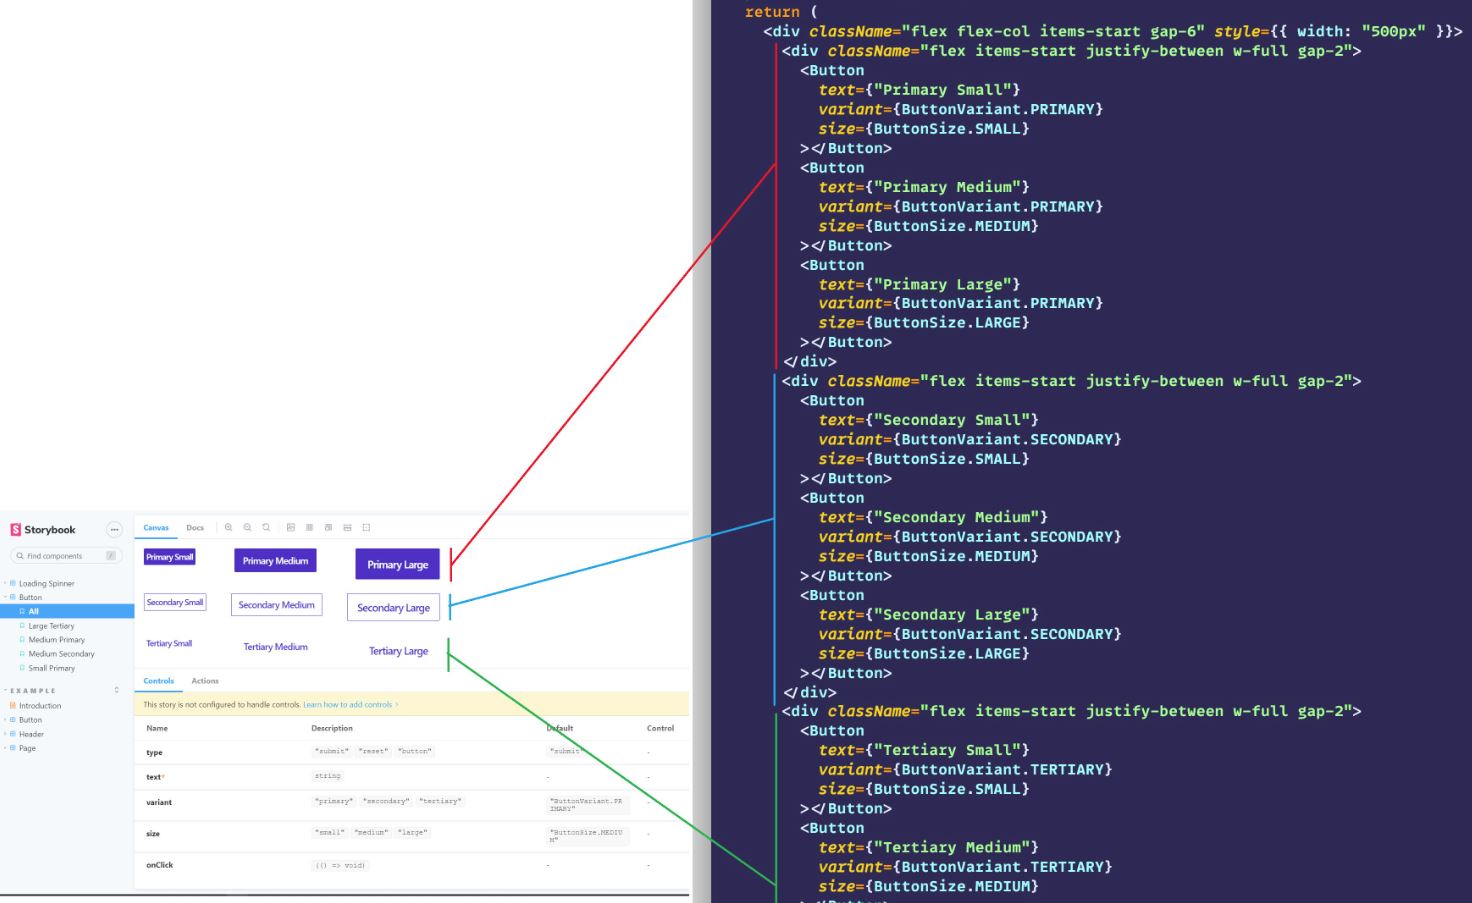 Storybook
Find components
/
Loading Spinner
Button
All
Large Tertiary
Medium Primary
Medium Secondary
Small Primary
EXAMPLE
Introduction
Button
Header
Page
Canvas
Docs
Primary Small
Primary Medium
Primary Large
Secondary Small
Secondary Medium
Secondary Large
Tertiary Small
Tertiary Medium
Tertiary Large
Controls
Actions
This story is not configured to handle controls. Learn how to add controls >
Name Description Default Control
type "submit" "reset" "button" "submit" -
text* string - -
variant "primary" "secondary" "tertiary" "ButtonVariant.PR
IMARY" -
size "small" "medium" "large" "ButtonSize.MEDIU
M" -
onClick (() => void) - -
return (
<div className="flex flex-col items-start gap-6" style={{ width: "500px" }}>
<div className="flex items-start justify-between w-full gap-2">
<Button
text={"Primary Small"}
variant={ButtonVariant.PRIMARY}
size={ButtonSize.SMALL}
></Button>
<Button
text={"Primary Medium"}
variant={ButtonVariant.PRIMARY}
size={ButtonSize.MEDIUM}
></Button>
<Button
text={"Primary Large"}
variant={ButtonVariant.PRIMARY}
size={ButtonSize.LARGE}
></Button>
</div>
<div className="flex items-start justify-between w-full gap-2">
<Button
text={"Secondary Small"}
variant={ButtonVariant.SECONDARY}
size={ButtonSize.SMALL}
></Button>
<Button
text={"Secondary Medium"}
variant={ButtonVariant.SECONDARY}
size={ButtonSize.MEDIUM}
></Button>
<Button
text={"Secondary Large"}
variant={ButtonVariant.SECONDARY}
size={ButtonSize.LARGE}
></Button>
</div>
<div className="flex items-start justify-between w-full gap-2">
<Button
text={"Tertiary Small"}
variant={ButtonVariant.TERTIARY}
size={ButtonSize.SMALL}
></Button>
<Button
text={"Tertiary Medium"}
variant={ButtonVariant.TERTIARY}
size={ButtonSize.MEDIUM}
></Button>